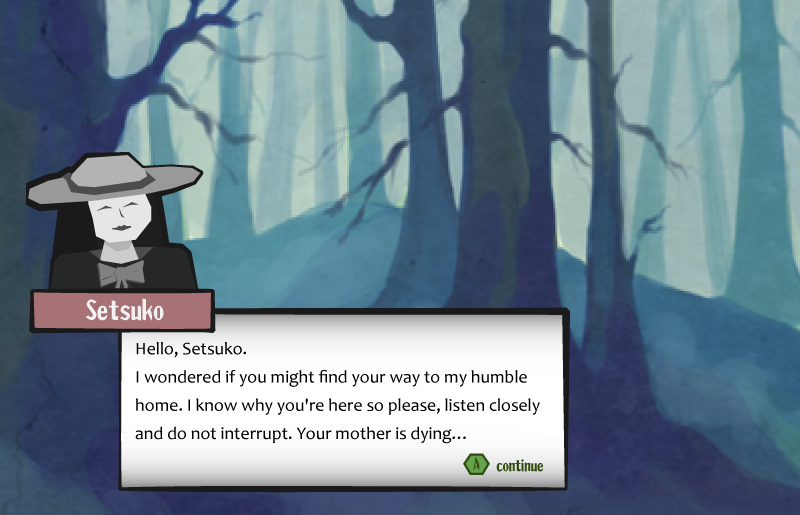 Setsuko
Hello, Setsuko.
I wondered if you might find your way to my humble
home. I know why you're here so please, listen closely
and do not interrupt. Your mother is dying...
A continue